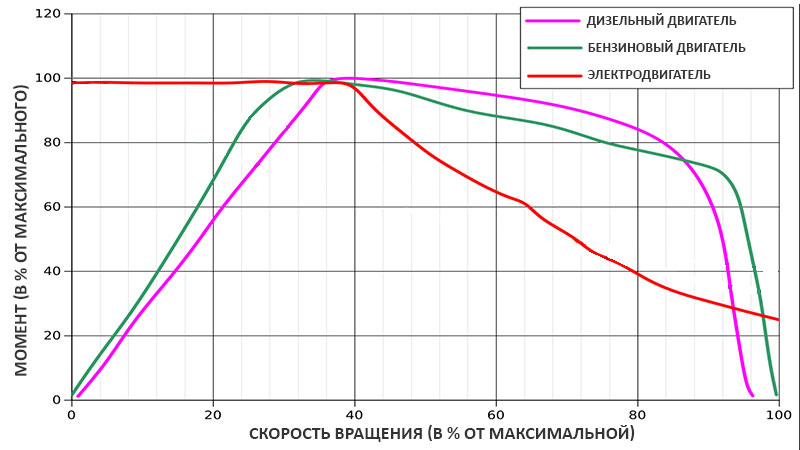 ДИЗЕЛЬНЫЙ ДВИГАТЕЛЬ
БЕНЗИНОВЫЙ ДВИГАТЕЛЬ
ЭЛЕКТРОДВИГАТЕЛЬ
МОМЕНТ (В % ОТ МАКСИМАЛЬНОГО)
120
100
80
60
40
20
0
0 20 40 60 80 100
СКОРОСТЬ ВРАЩЕНИЯ (В % ОТ МАКСИМАЛЬНОЙ)